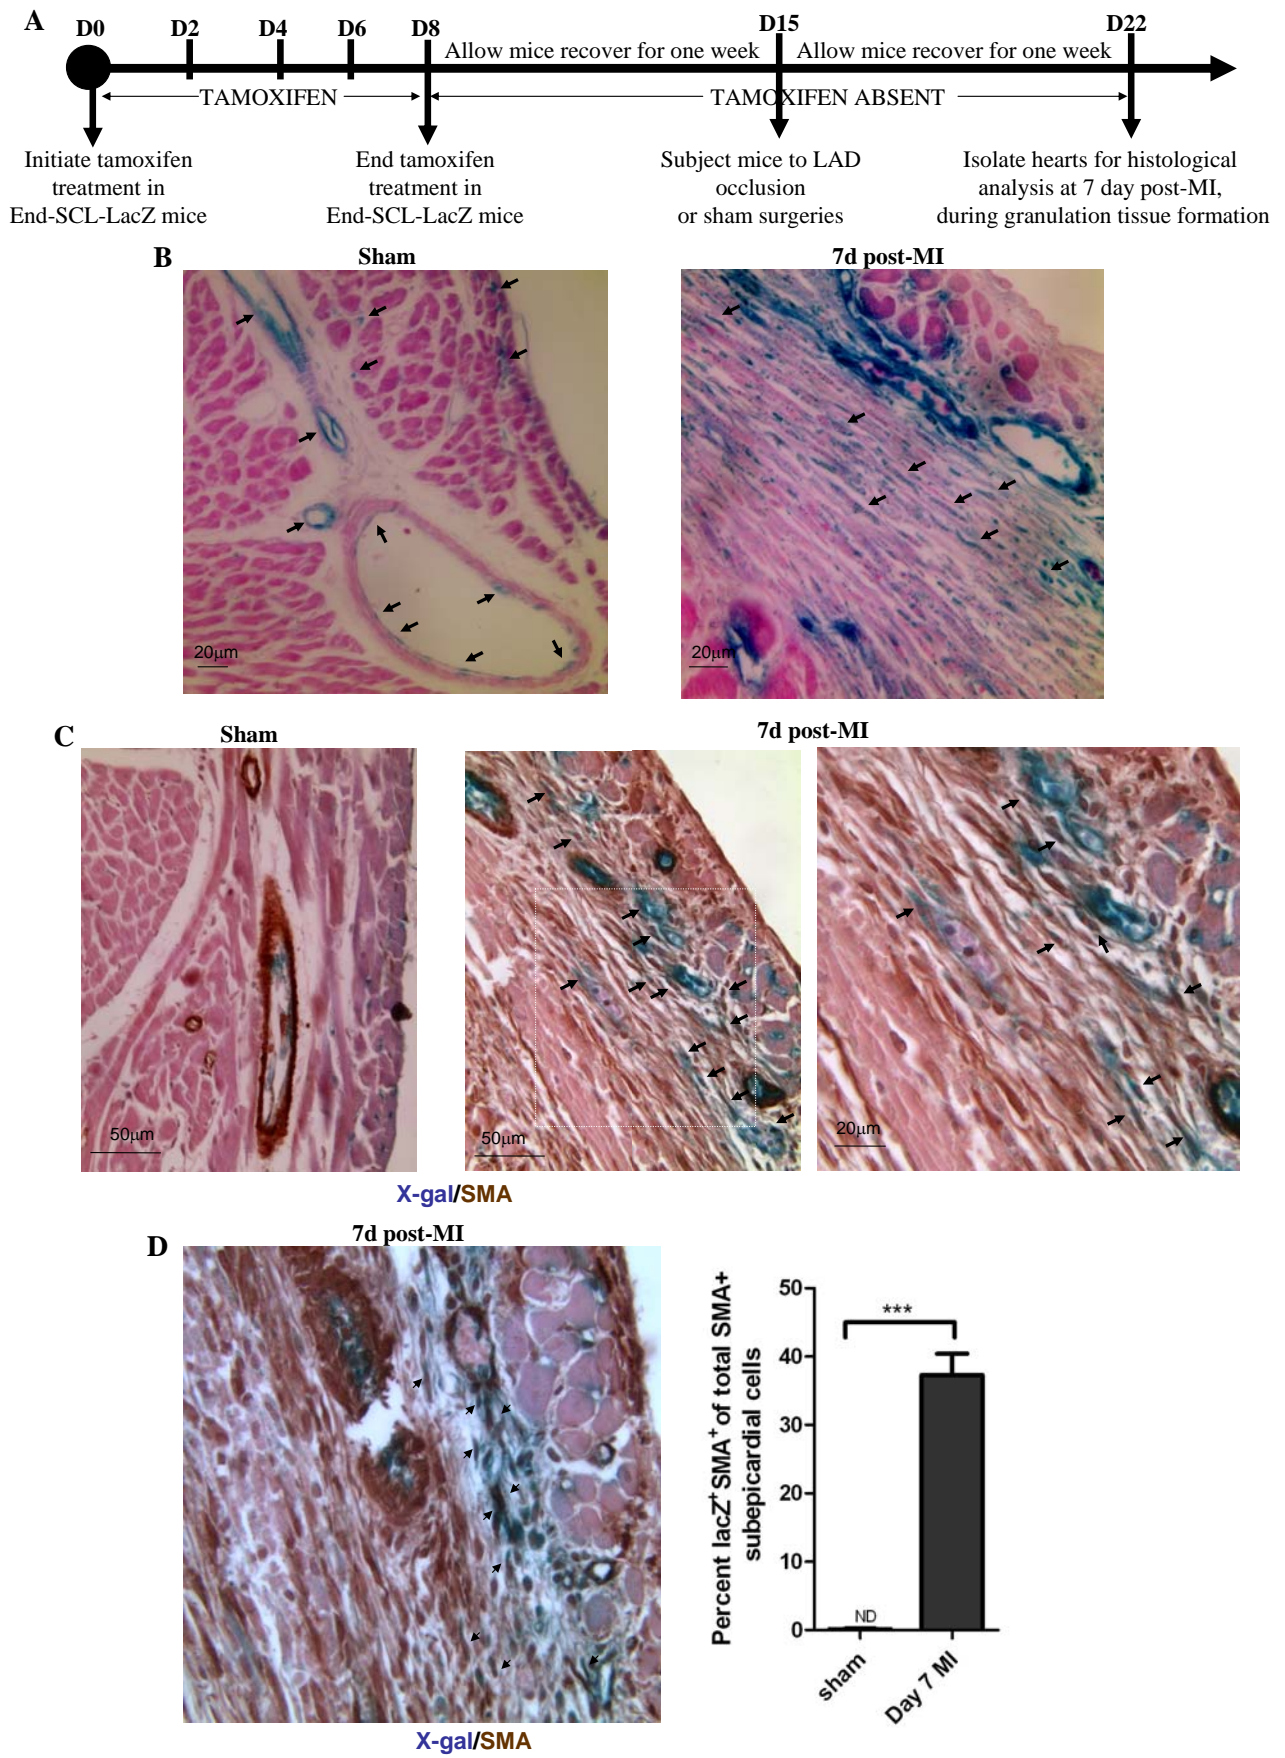 A
D0 D2 D4 D6 D8 D15 D22
Allow mice recover for one week Allow mice recover for one week
TAMOXIFEN TAMOXIFEN ABSENT
Initiate tamoxifen
treatment in
End-SCL-LacZ mice
End tamoxifen
treatment in
End-SCL-LacZ mice
Subject mice to LAD
occlusion
or sham surgeries
Isolate hearts for histological
analysis at 7 day post-MI,
during granulation tissue formation
B
Sham
7d post-MI
20µm
20µm
C
Sham
7d post-MI
50µm
50µm
20µm
X-gal/SMA
D
7d post-MI
X-gal/SMA
Percent lacZ⁺SMA⁺ of total SMA+
subepicardial cells
50
40
30
20
10
0
***
ND
sham
Day 7 MI